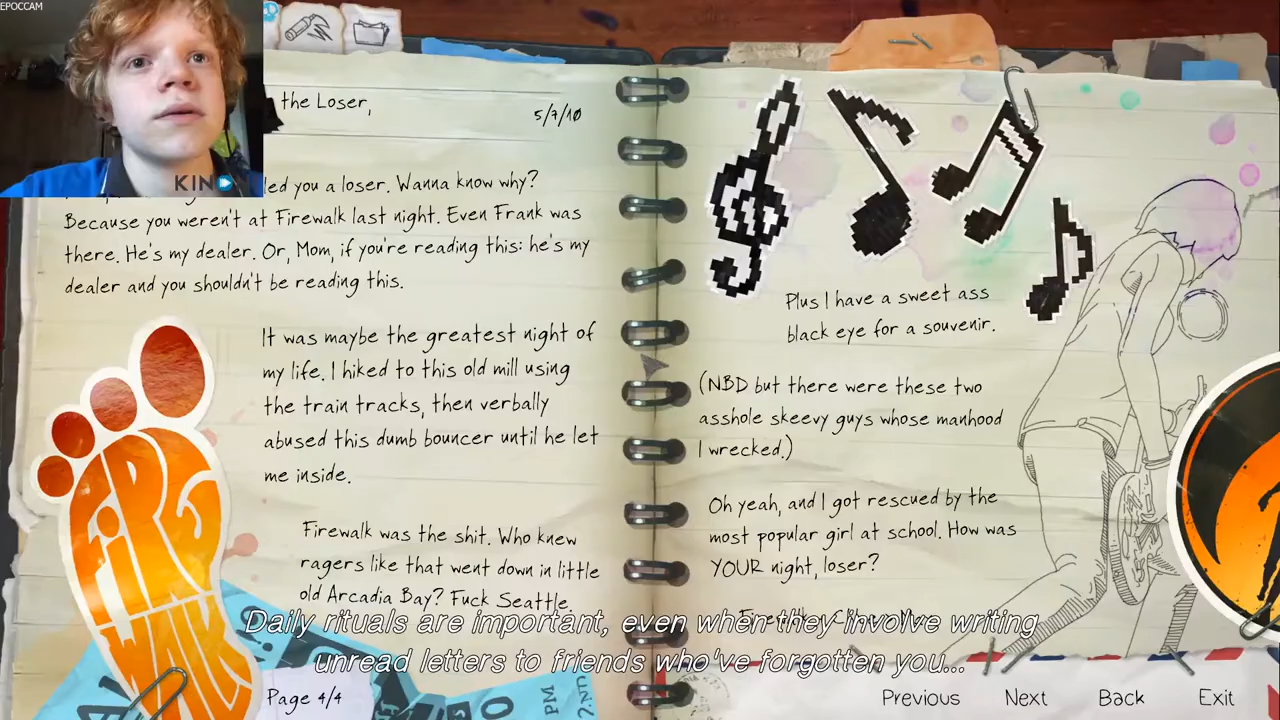 EPOCCAM
KIN
the Loser,
5/7/10
led you a loser. Wanna know why?
Because you weren't at Firewalk last night. Even Frank was
there. He's my dealer. Or, Mom, if you're reading this: he's my
dealer and you shouldn't be reading this.
It was maybe the greatest night of
my life. I hiked to this old mill using
the train tracks, then verbally
abused this dumb bouncer until he let
me inside.
Firewalk was the shit. Who knew
ragers like that went down in little
old Arcadia Bay? Fuck Seattle.
FIRE
WALK
Page 4/4
PM
Plus I have a sweet ass
black eye for a souvenir.
(NBD but there were these two
asshole skeevy guys whose manhood
I wrecked.)
Oh yeah, and I got rescued by the
most popular girl at school. How was
YOUR night, loser?
Daily rituals are important, even when they involve writing
unread letters to friends who've forgotten you...
Previous Next Back Exit